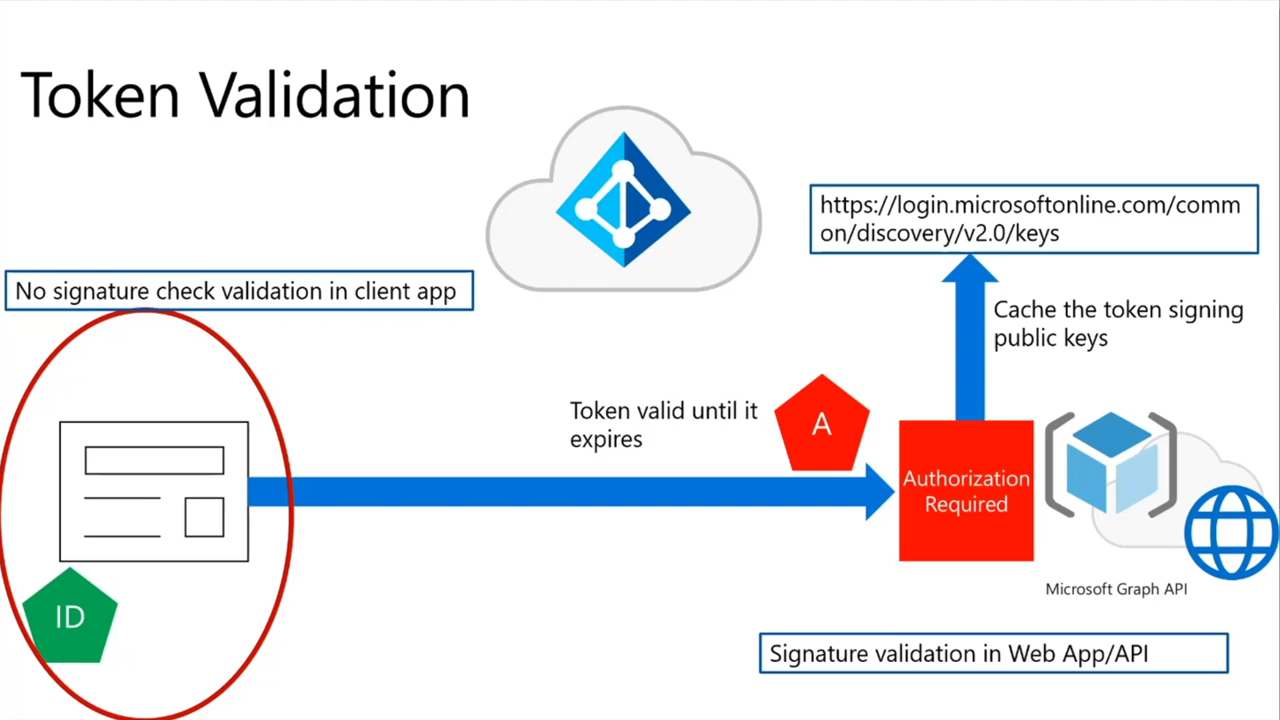 Token Validation
https://login.microsoftonline.com/comm
on/discovery/v2.0/keys
No signature check validation in client app
Cache the token signing
public keys
Token valid until it
expires
A
Authorization
Required
Microsoft Graph API
ID
Signature validation in Web App/API